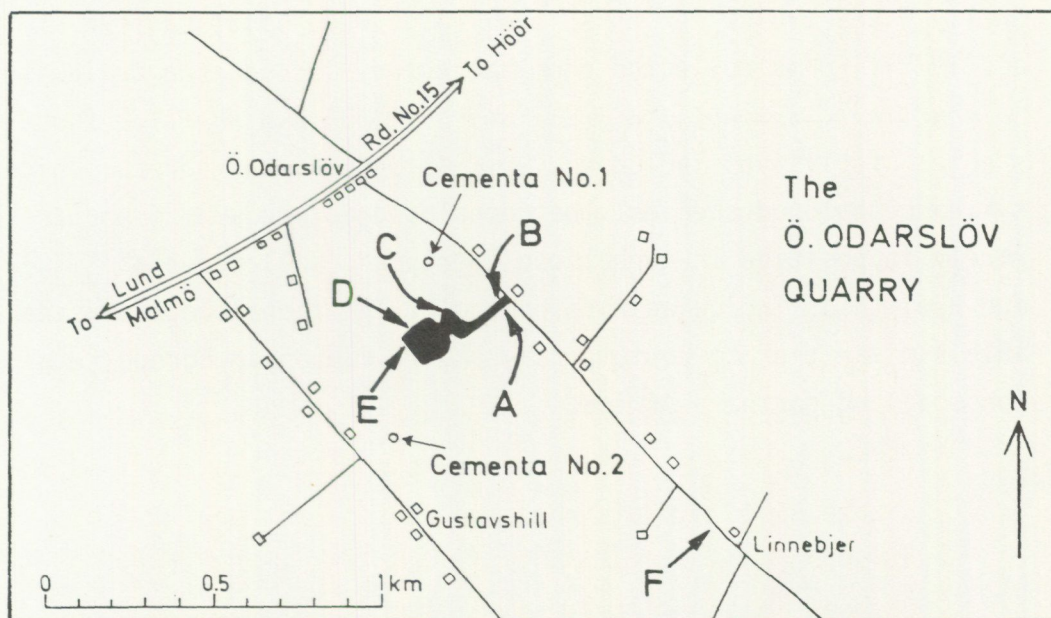 To Höör
Rd. No.15
Ö. Odarslöv
Cementa No.1
The
Ö. ODARSLÖV
QUARRY
B
C
Lund
Malmö
To
D
E
A
N
Cementa No.2
Gustavshill
F
Linnebjer
0 0.5 1km